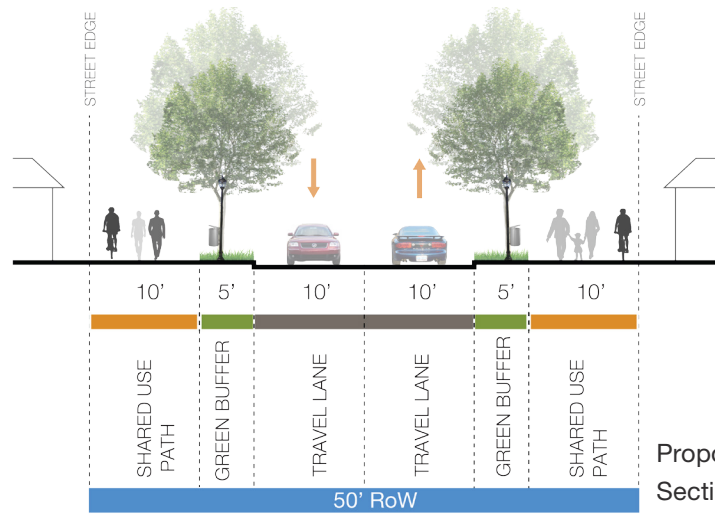 STREET EDGE
STREET EDGE
10'
5'
10'
10'
5'
10'
SHARED USE
PATH
GREEN BUFFER
TRAVEL LANE
TRAVEL LANE
GREEN BUFFER
SHARED USE
PATH
50' RoW